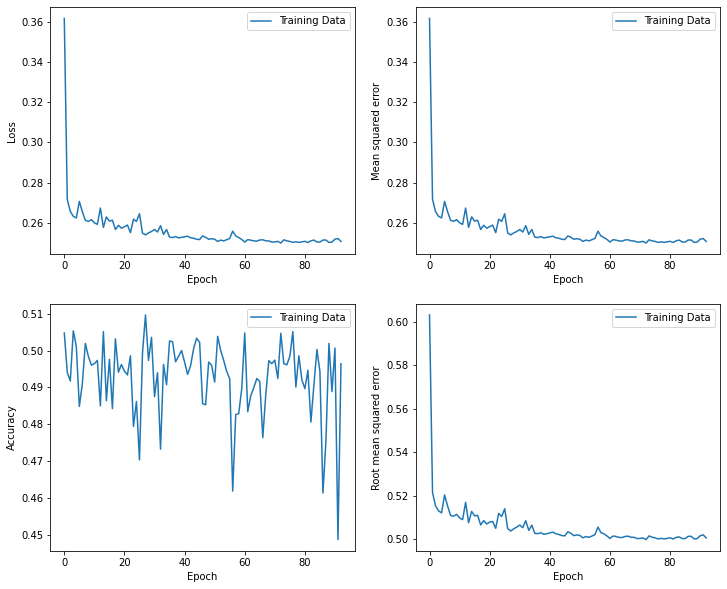 Training Data
0.36
0.34
0.32
0.30
0.28
0.26
Loss
0 20 40 60 80
Epoch
Training Data
0.36
0.34
0.32
0.30
0.28
0.26
Mean squared error
0 20 40 60 80
Epoch
Training Data
0.51
0.50
0.49
0.48
0.47
0.46
0.45
Accuracy
0 20 40 60 80
Epoch
Training Data
0.60
0.58
0.56
0.54
0.52
0.50
Root mean squared error
0 20 40 60 80
Epoch